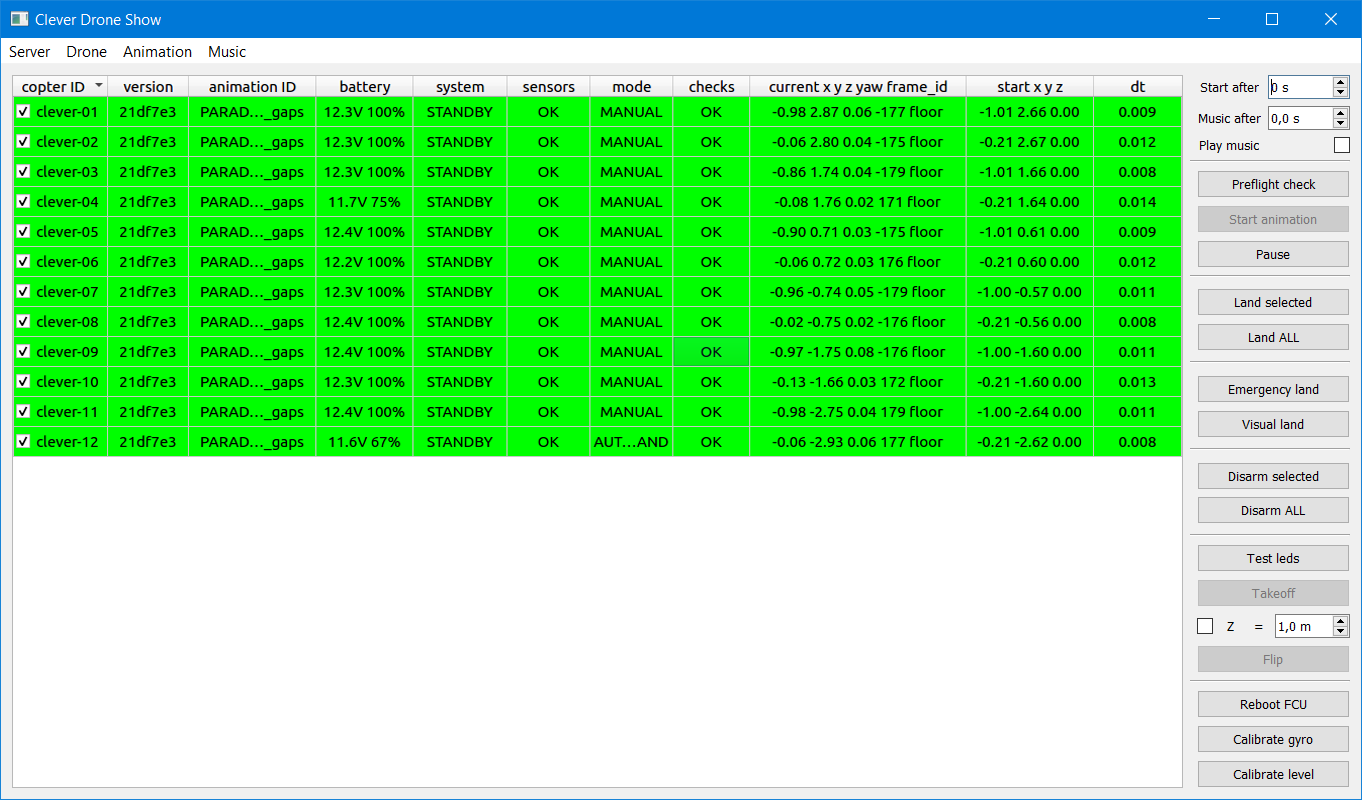 Clever Drone Show
Server Drone Animation Music
copter ID version animation ID battery system sensors mode checks current x y z yaw frame_id start x y z dt
clever-01 21df7e3 PARAD…_gaps 12.3V 100% STANDBY OK MANUAL OK -0.98 2.87 0.06 -177 floor -1.01 2.66 0.00 0.009
clever-02 21df7e3 PARAD…_gaps 12.3V 100% STANDBY OK MANUAL OK -0.06 2.80 0.04 -175 floor -0.21 2.67 0.00 0.012
clever-03 21df7e3 PARAD…_gaps 12.3V 100% STANDBY OK MANUAL OK -0.86 1.74 0.04 -179 floor -1.01 1.66 0.00 0.008
clever-04 21df7e3 PARAD…_gaps 11.7V 75% STANDBY OK MANUAL OK -0.08 1.76 0.02 171 floor -0.21 1.64 0.00 0.014
clever-05 21df7e3 PARAD…_gaps 12.4V 100% STANDBY OK MANUAL OK -0.90 0.71 0.03 -175 floor -1.01 0.61 0.00 0.009
clever-06 21df7e3 PARAD…_gaps 12.2V 100% STANDBY OK MANUAL OK -0.06 0.72 0.03 176 floor -0.21 0.60 0.00 0.012
clever-07 21df7e3 PARAD…_gaps 12.3V 100% STANDBY OK MANUAL OK -0.96 -0.74 0.05 -179 floor -1.00 -0.57 0.00 0.011
clever-08 21df7e3 PARAD…_gaps 12.4V 100% STANDBY OK MANUAL OK -0.02 -0.75 0.02 -176 floor -0.21 -0.56 0.00 0.008
clever-09 21df7e3 PARAD…_gaps 12.4V 100% STANDBY OK MANUAL OK -0.97 -1.75 0.08 -176 floor -1.00 -1.60 0.00 0.011
clever-10 21df7e3 PARAD…_gaps 12.3V 100% STANDBY OK MANUAL OK -0.13 -1.66 0.03 172 floor -0.21 -1.60 0.00 0.013
clever-11 21df7e3 PARAD…_gaps 12.4V 100% STANDBY OK MANUAL OK -0.98 -2.75 0.04 179 floor -1.00 -2.64 0.00 0.011
clever-12 21df7e3 PARAD…_gaps 11.6V 67% STANDBY OK AUT…AND OK -0.06 -2.93 0.06 177 floor -0.21 -2.62 0.00 0.008
Start after 0 s
Music after 0,0 s
Play music
Preflight check
Start animation
Pause
Land selected
Land ALL
Emergency land
Visual land
Disarm selected
Disarm ALL
Test leds
Takeoff
Z = 1,0 m
Flip
Reboot FCU
Calibrate gyro
Calibrate level